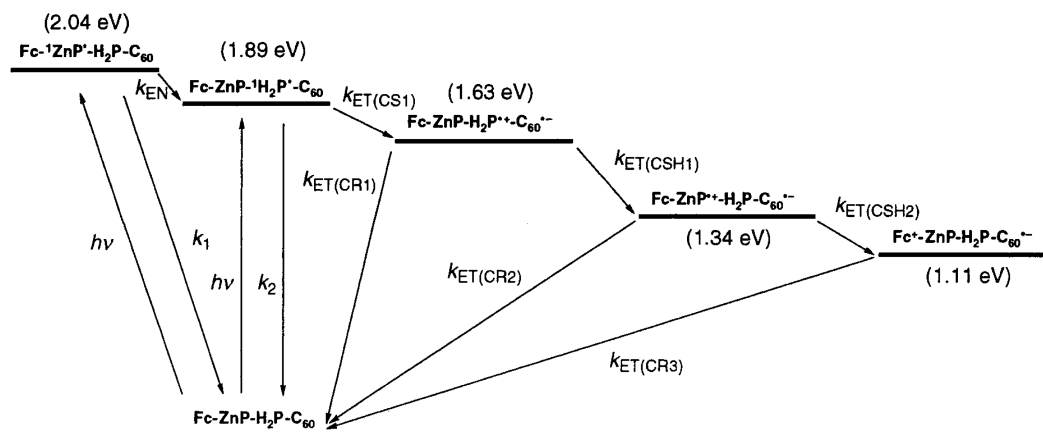 (2.04 eV)
Fc-¹ZnP*-H₂P-C₆₀
(1.89 eV)
k_EN
Fc-ZnP-¹H₂P*-C₆₀
k_ET(CS1)
(1.63 eV)
Fc-ZnP-H₂P•+-C₆₀•−
k_ET(CR1)
k_ET(CSH1)
Fc-ZnP•+-H₂P-C₆₀•−
k_ET(CSH2)
(1.34 eV)
Fc⁺-ZnP-H₂P-C₆₀•−
(1.11 eV)
hν
k₁
hν
k₂
k_ET(CR2)
k_ET(CR3)
Fc-ZnP-H₂P-C₆₀